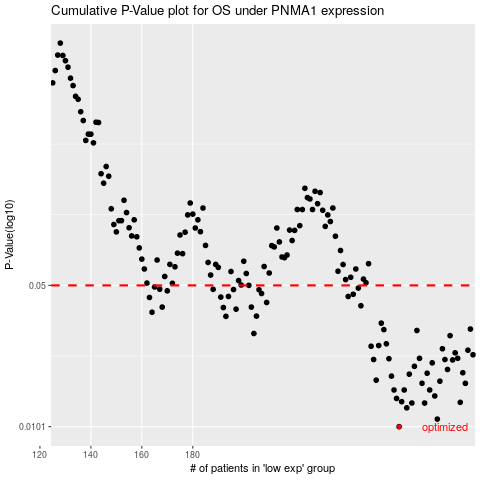 Cumulative P-Value plot for OS under PNMA1 expression
P-Value(log10)
0.05
0.0101
optimized
120 140 160 180
# of patients in 'low exp' group